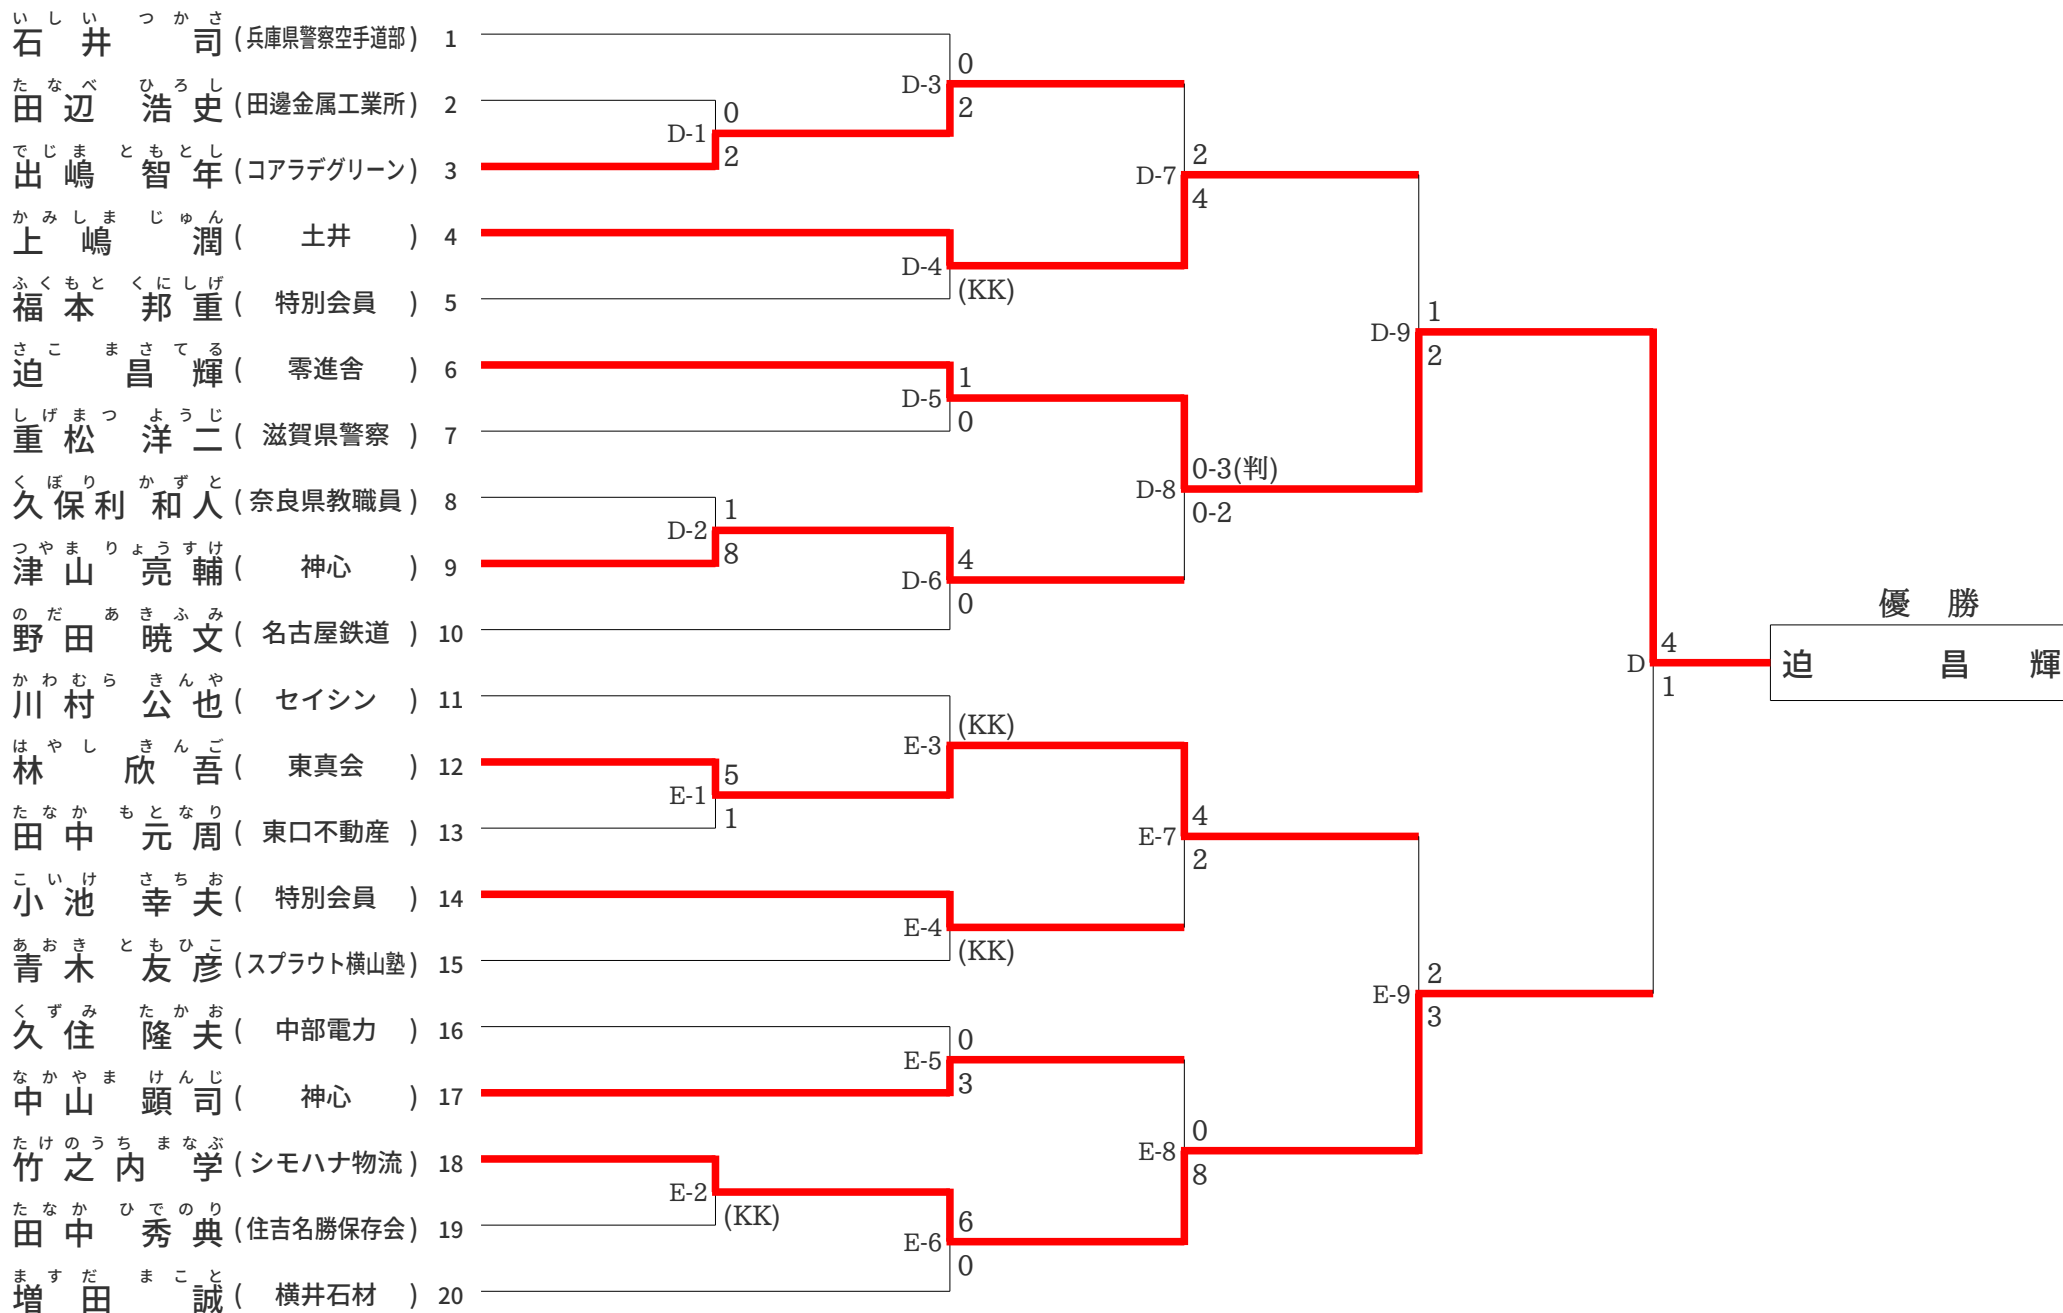 いしい つかさ
石井 司 (兵庫県警察空手道部) 1
たなべ ひろし
田辺 浩史 (田邊金属工業所) 2
でじま ともとし
出嶋 智年 (コアラデグリーン) 3
かみしま じゅん
上嶋 潤 (土井) 4
ふくもと くにしげ
福本 邦重 (特別会員) 5
さこ まさてる
迫 昌輝 (零進舎) 6
しげまつ ようじ
重松 洋二 (滋賀県警察) 7
くぼり かずと
久保利 和人 (奈良県教職員) 8
つやま りょうすけ
津山 亮輔 (神心) 9
のだ あきふみ
野田 暁文 (名古屋鉄道) 10
かわむら きんや
川村 公也 (セイシン) 11
はやし きんご
林 欣吾 (東真会) 12
たなか もとなり
田中 元周 (東口不動産) 13
こいけ さちお
小池 幸夫 (特別会員) 14
あおき ともひこ
青木 友彦 (スプラウト横山塾) 15
くずみ たかお
久住 隆夫 (中部電力) 16
なかやま けんじ
中山 顕司 (神心) 17
たけのうち まなぶ
竹之内 学 (シモハナ物流) 18
たなか ひでのり
田中 秀典 (住吉名勝保存会) 19
ますだ まこと
増田 誠 (横井石材) 20
D-1
0
2
D-2
1
8
E-1
5
1
E-2
(KK)
D-3
0
2
D-4
(KK)
D-5
1
0
D-6
4
0
E-3
(KK)
E-4
(KK)
E-5
0
3
E-6
6
0
D-7
2
4
D-8
0-3(判)
0-2
E-7
4
2
E-8
0
8
D-9
1
2
E-9
2
3
D
4
1
優 勝
迫 昌 輝